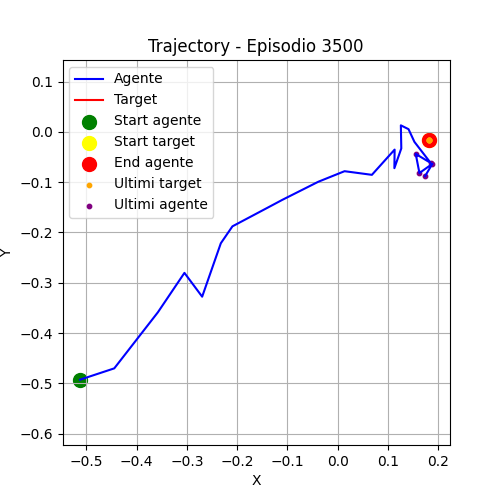 Trajectory - Episodio 3500
Agente
Target
Start agente
Start target
End agente
Ultimi target
Ultimi agente
0.1
0.0
−0.1
−0.2
−0.3
−0.4
−0.5
−0.6
Y
−0.5
−0.4
−0.3
−0.2
−0.1
0.0
0.1
0.2
X